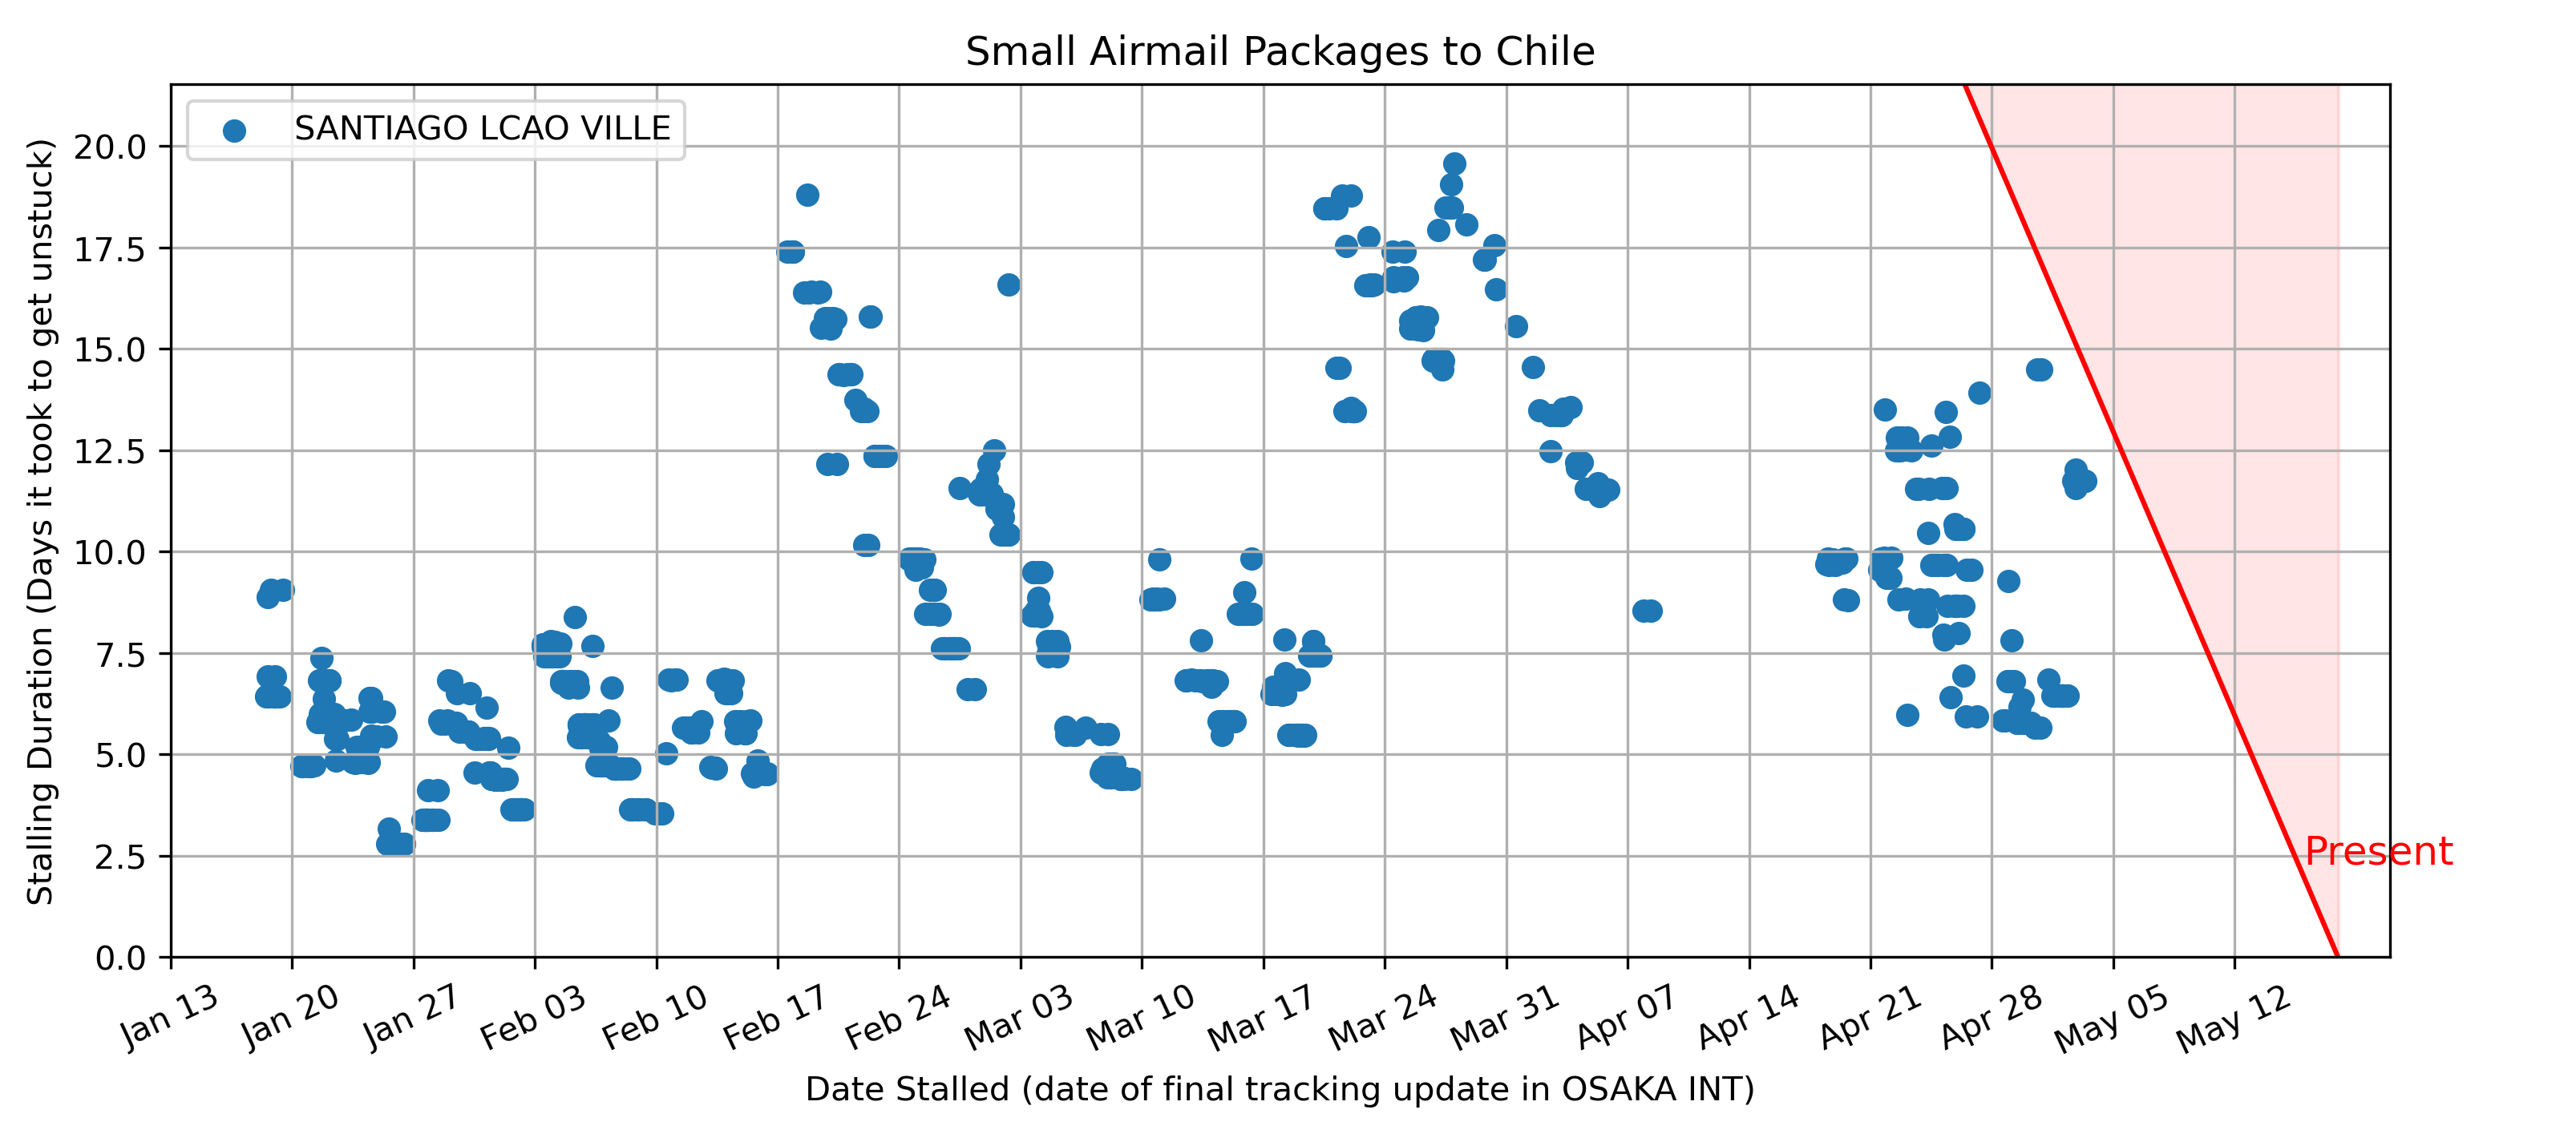 Small Airmail Packages to Chile
SANTIAGO LCAO VILLE
Stalling Duration (Days it took to get unstuck)
20.0
17.5
15.0
12.5
10.0
7.5
5.0
2.5
0.0
Present
Jan 13
Jan 20
Jan 27
Feb 03
Feb 10
Feb 17
Feb 24
Mar 03
Mar 10
Mar 17
Mar 24
Mar 31
Apr 07
Apr 14
Apr 21
Apr 28
May 05
May 12
Date Stalled (date of final tracking update in OSAKA INT)